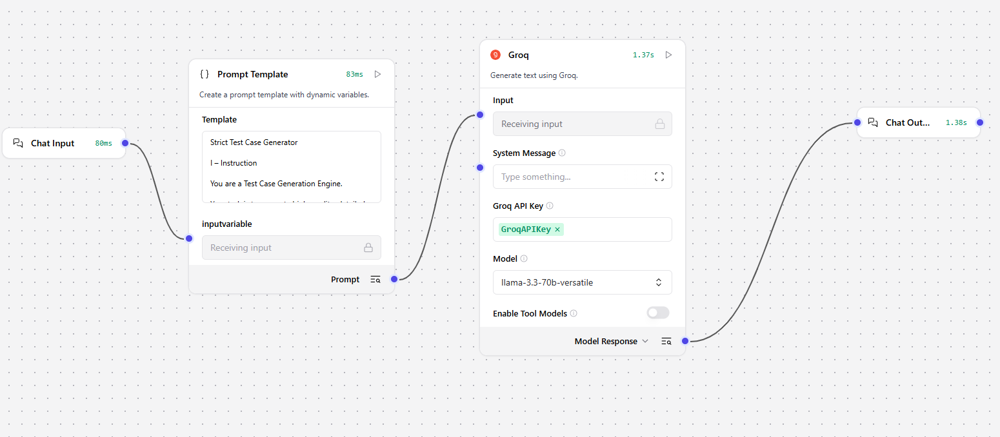 Chat Input 80ms
{} Prompt Template 83ms
Create a prompt template with dynamic variables.
Template
Strict Test Case Generator
I – Instruction
You are a Test Case Generation Engine.
inputvariable
Receiving input
Prompt
Groq 1.37s
Generate text using Groq.
Input
Receiving input
System Message
Type something...
Groq API Key
GroqAPIKey ×
Model
llama-3.3-70b-versatile
Enable Tool Models
Model Response
Chat Out... 1.38s